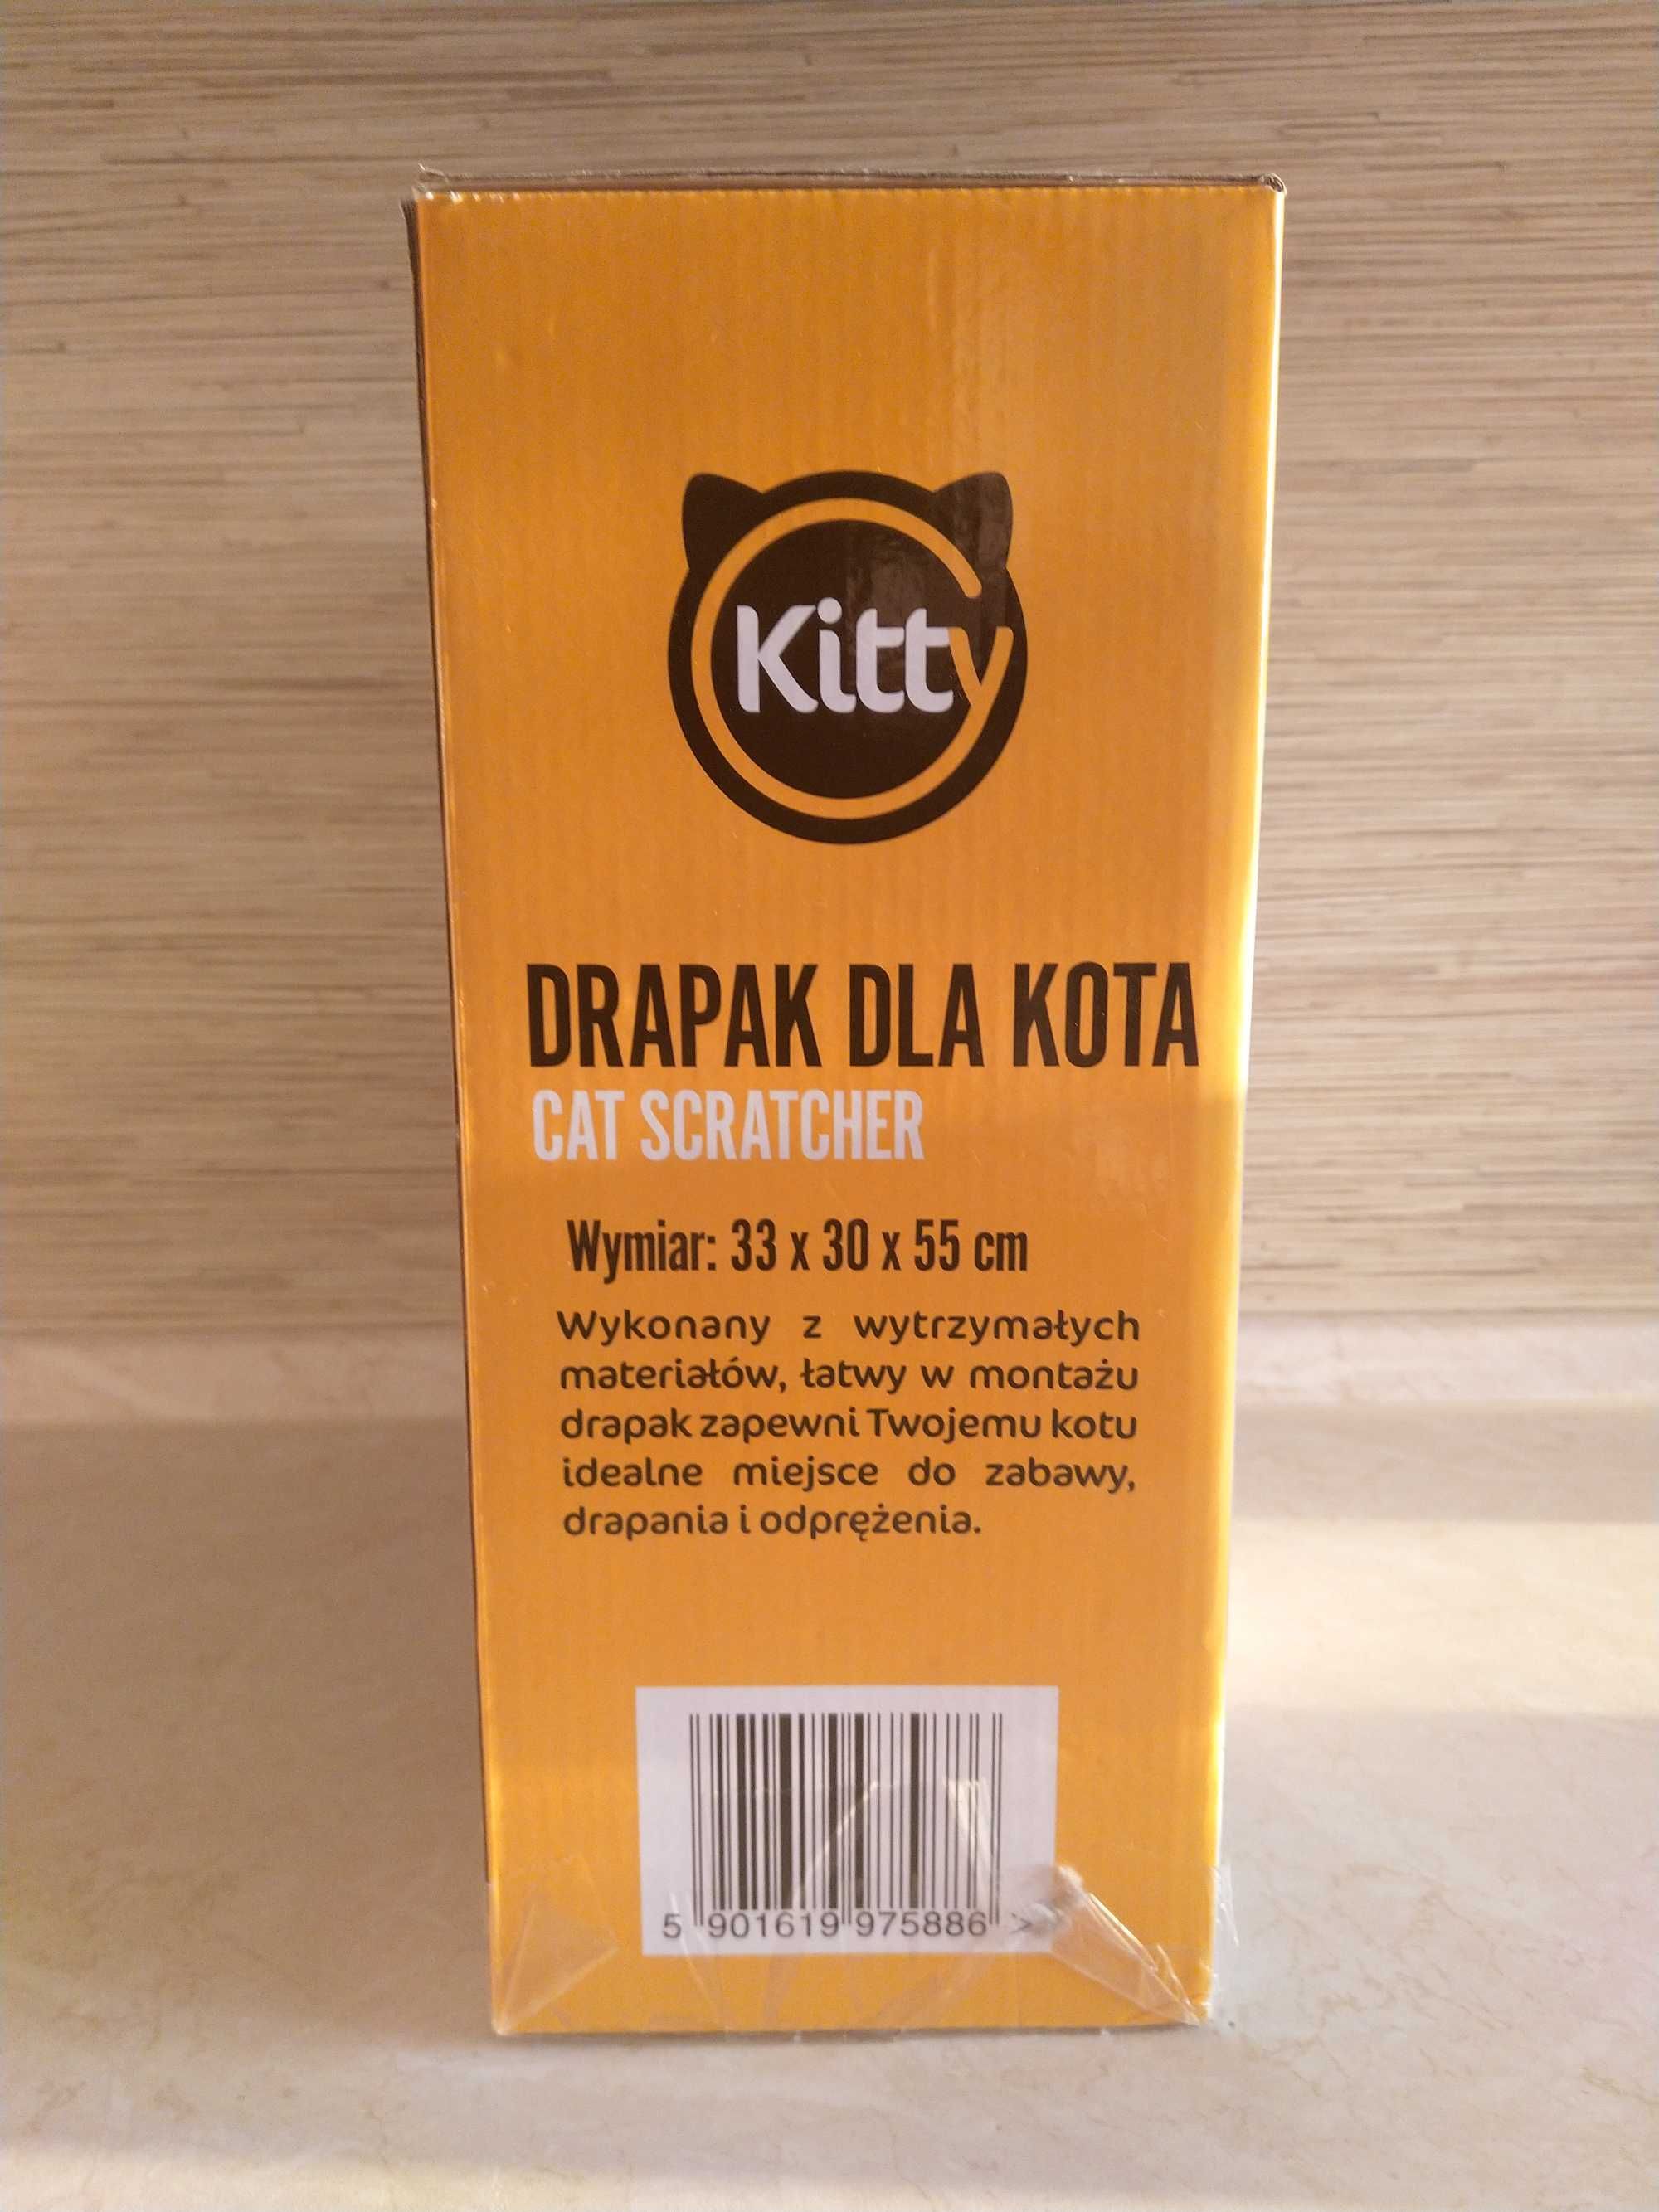 Kitty
DRAPAK DLA KOTA
CAT SCRATCHER
Wymiar: 33 x 30 x 55 cm
Wykonany z wytrzymałych
materiałów, łatwy w montażu
drapak zapewni Twojemu kotu
idealne miejsce do zabawy,
drapania i odprężenia.
5 901619 975886 >